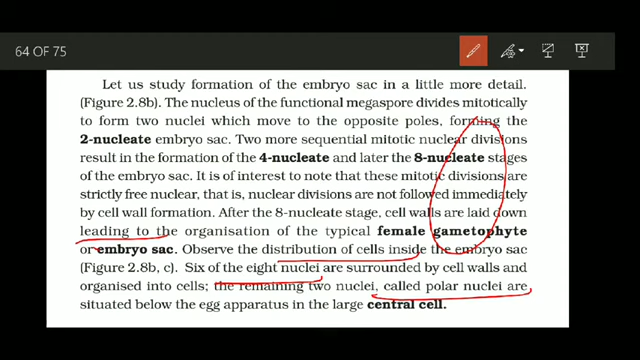 64 OF 75
Let us study formation of the embryo sac in a little more detail.
(Figure 2.8b). The nucleus of the functional megaspore divides mitotically
to form two nuclei which move to the opposite poles, forming the
2-nucleate embryo sac. Two more sequential mitotic nuclear divisions
result in the formation of the 4-nucleate and later the 8-nucleate stages
of the embryo sac. It is of interest to note that these mitotic divisions are
strictly free nuclear, that is, nuclear divisions are not followed immediately
by cell wall formation. After the 8-nucleate stage, cell walls are laid down
leading to the organisation of the typical female gametophyte
or embryo sac. Observe the distribution of cells inside the embryo sac
(Figure 2.8b, c). Six of the eight nuclei are surrounded by cell walls and
organised into cells; the remaining two nuclei, called polar nuclei are
situated below the egg apparatus in the large central cell.